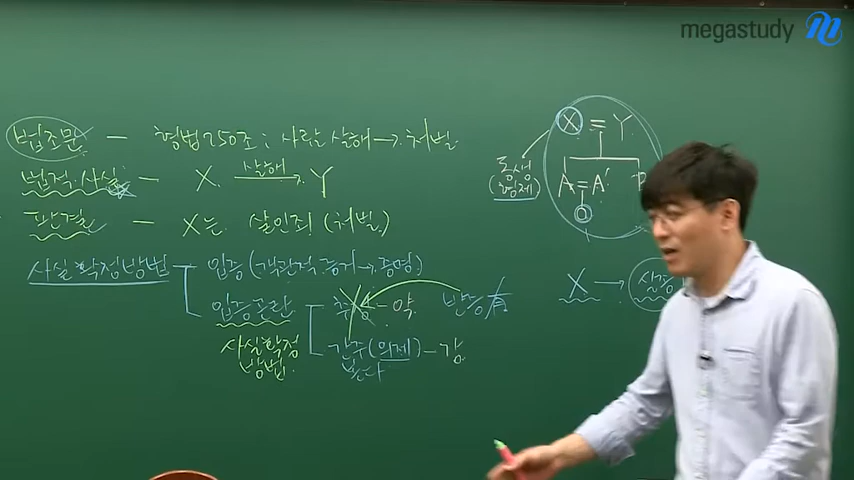 megastudy
법조문 — 형법 250조 : 사람 살해 → 처벌
법적 사실 — X 살해 → Y
판결 — X는 살인죄 (처벌)
사실확정방법 입증 (객관적 증거 → 증명)
입증곤란 추정 - 약 반증 有
사실확정 방법 간주 (의제) - 강
X = Y
A = A'
조세
X →